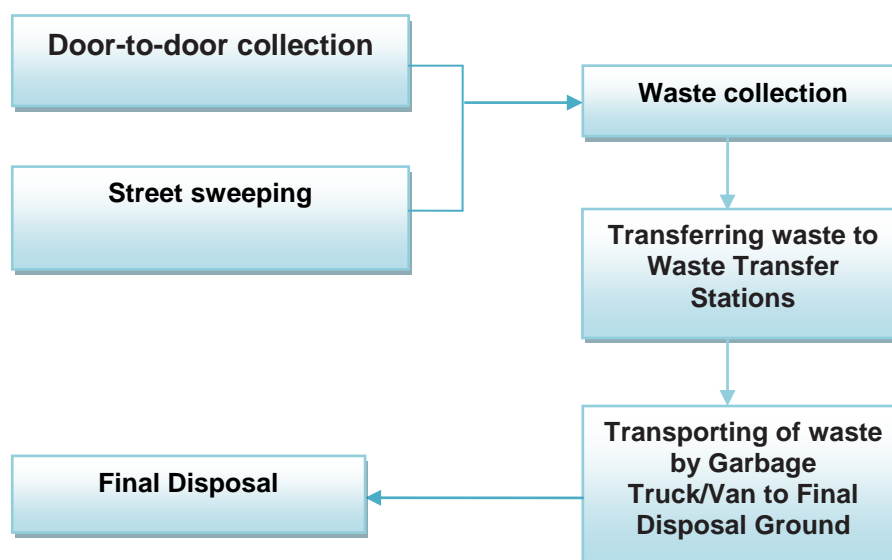 Door-to-door collection
Street sweeping
Waste collection
Transferring waste to
Waste Transfer
Stations
Transporting of waste
by Garbage
Truck/Van to Final
Disposal Ground
Final Disposal